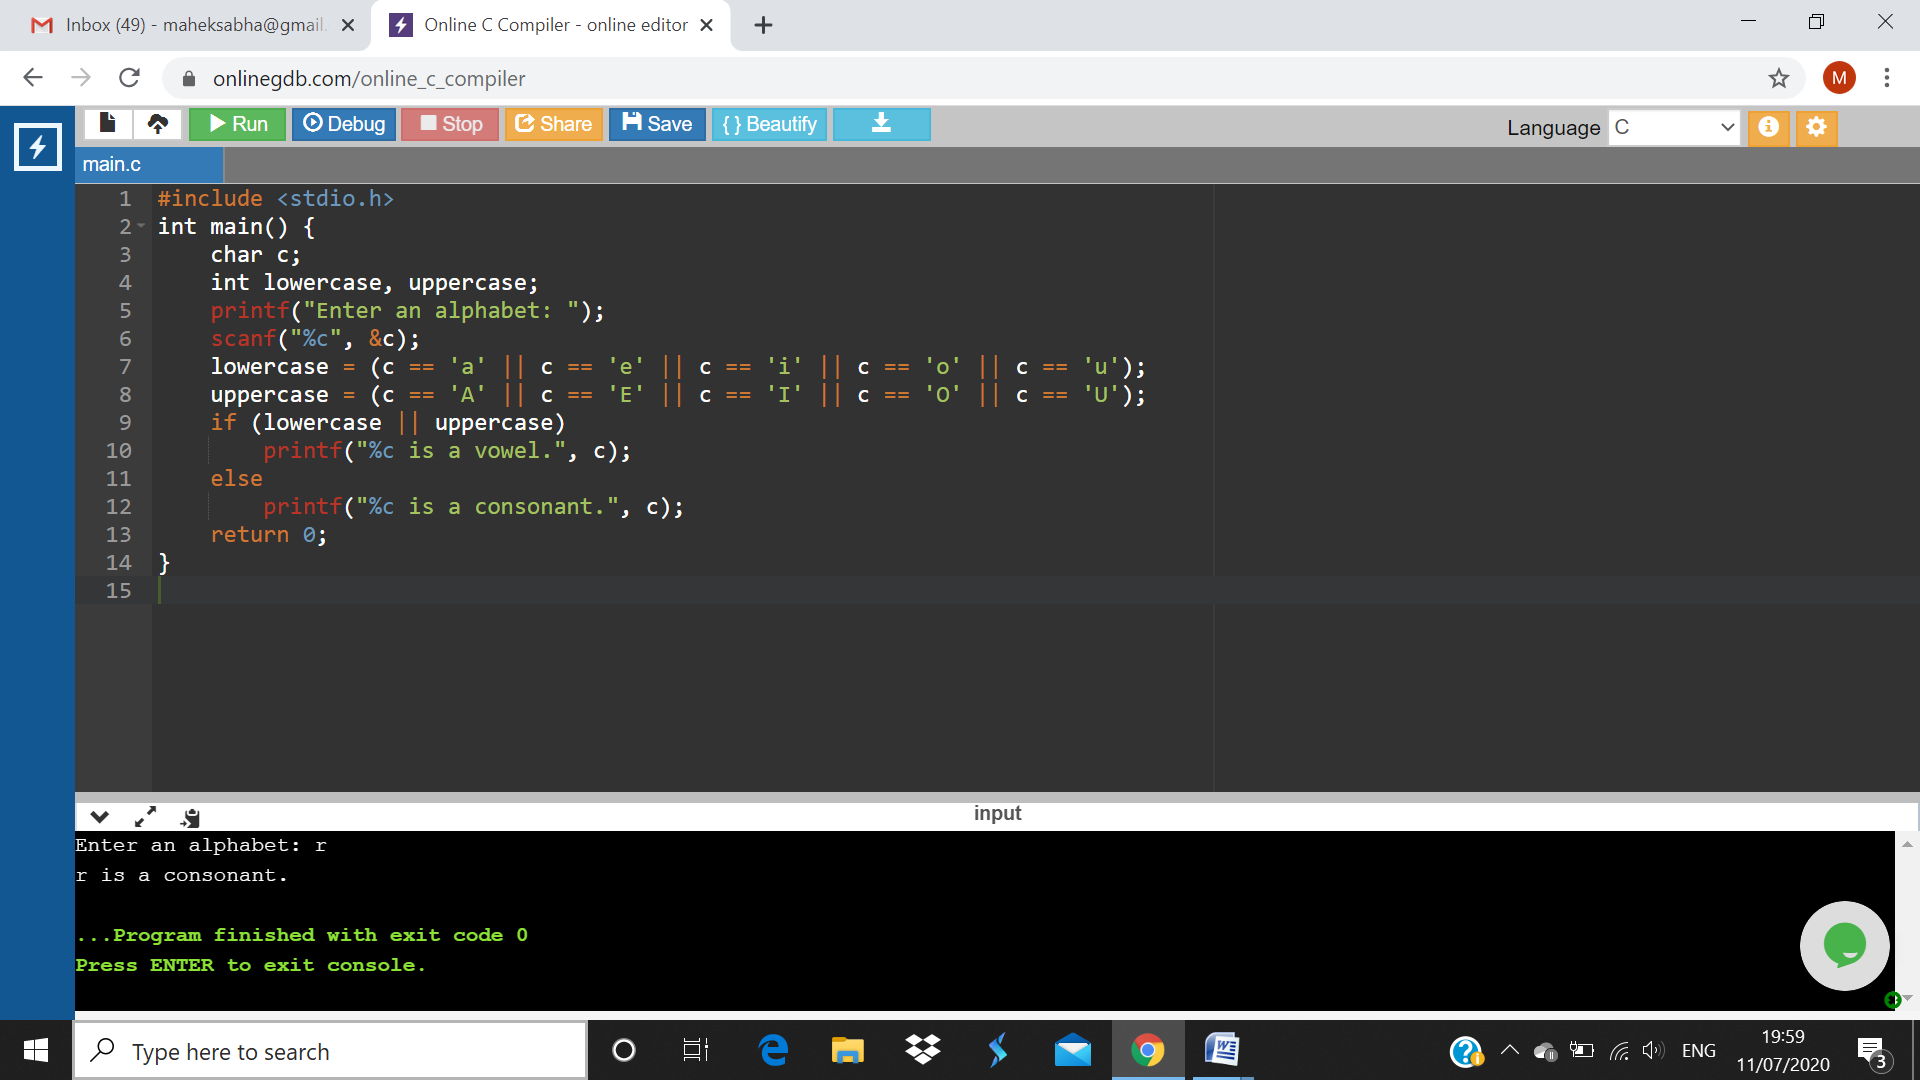 Inbox (49) - maheksabha@gmail.
Online C Compiler - online editor
onlinegdb.com/online_c_compiler
M
Run
Debug
Stop
Share
Save
{ } Beautify
Language
C
main.c
1 #include <stdio.h>
2 int main() {
3     char c;
4     int lowercase, uppercase;
5     printf("Enter an alphabet: ");
6     scanf("%c", &c);
7     lowercase = (c == 'a' || c == 'e' || c == 'i' || c == 'o' || c == 'u');
8     uppercase = (c == 'A' || c == 'E' || c == 'I' || c == 'O' || c == 'U');
9     if (lowercase || uppercase)
10         printf("%c is a vowel.", c);
11     else
12         printf("%c is a consonant.", c);
13     return 0;
14 }
15
input
Enter an alphabet: r
r is a consonant.
...Program finished with exit code 0
Press ENTER to exit console.
Type here to search
ENG
19:59
11/07/2020
3